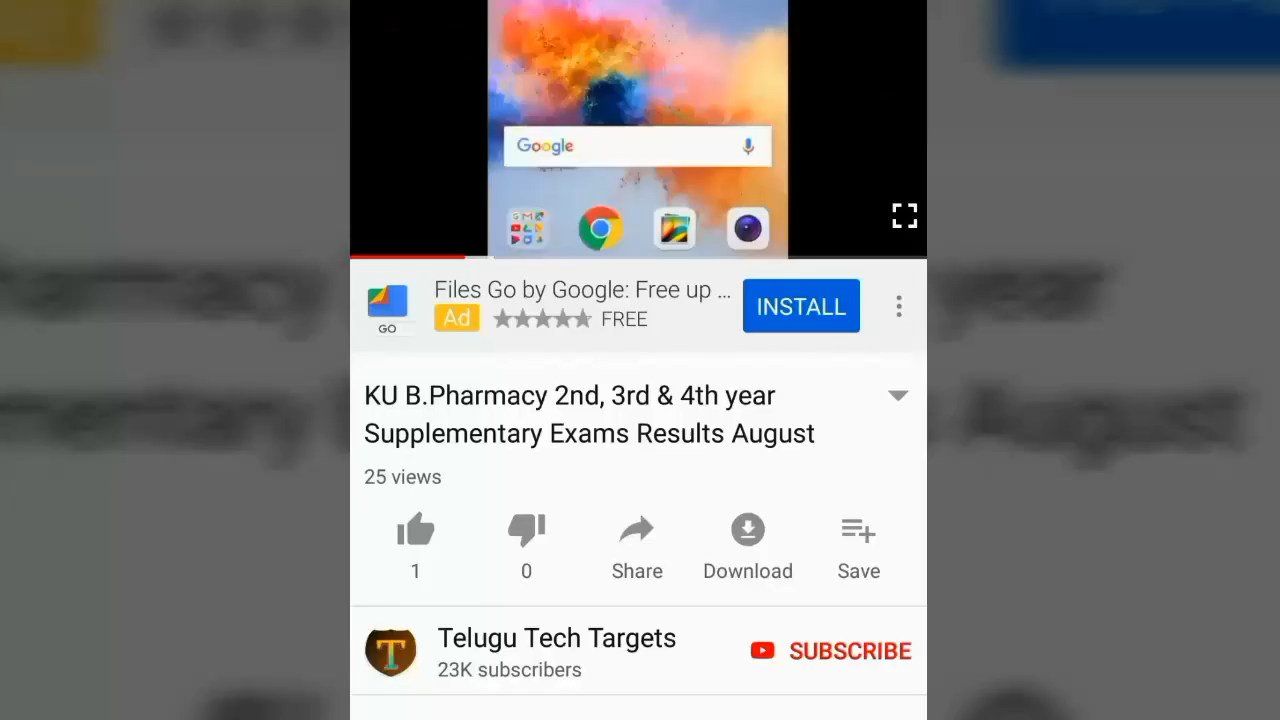 Google
Files Go by Google: Free up ...
GO
Ad
FREE
INSTALL
KU B.Pharmacy 2nd, 3rd & 4th year
Supplementary Exams Results August
25 views
1
0
Share
Download
Save
T
Telugu Tech Targets
23K subscribers
SUBSCRIBE